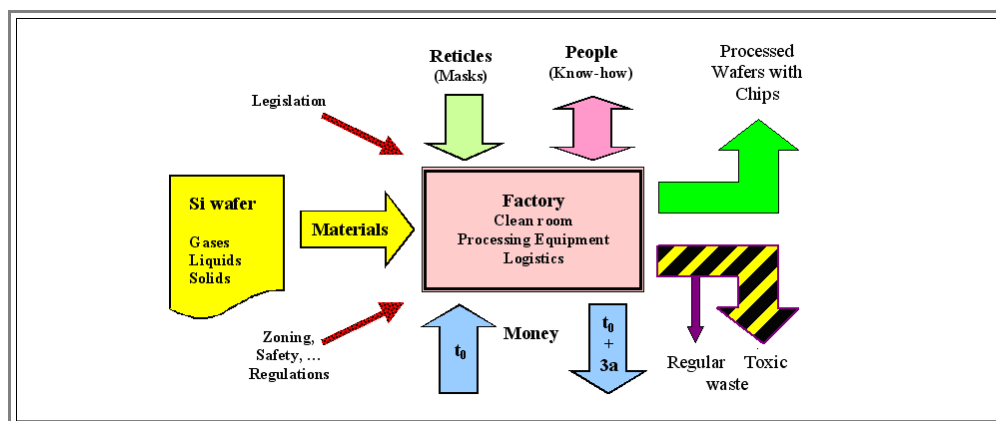 Reticles
(Masks)
People
(Know-how)
Processed
Wafers with
Chips
Legislation
Si wafer
Gases
Liquids
Solids
Materials
Factory
Clean room
Processing Equipment
Logistics
Zoning,
Safety, ...
Regulations
t0
Money
t0
+
3a
Regular Toxic
waste